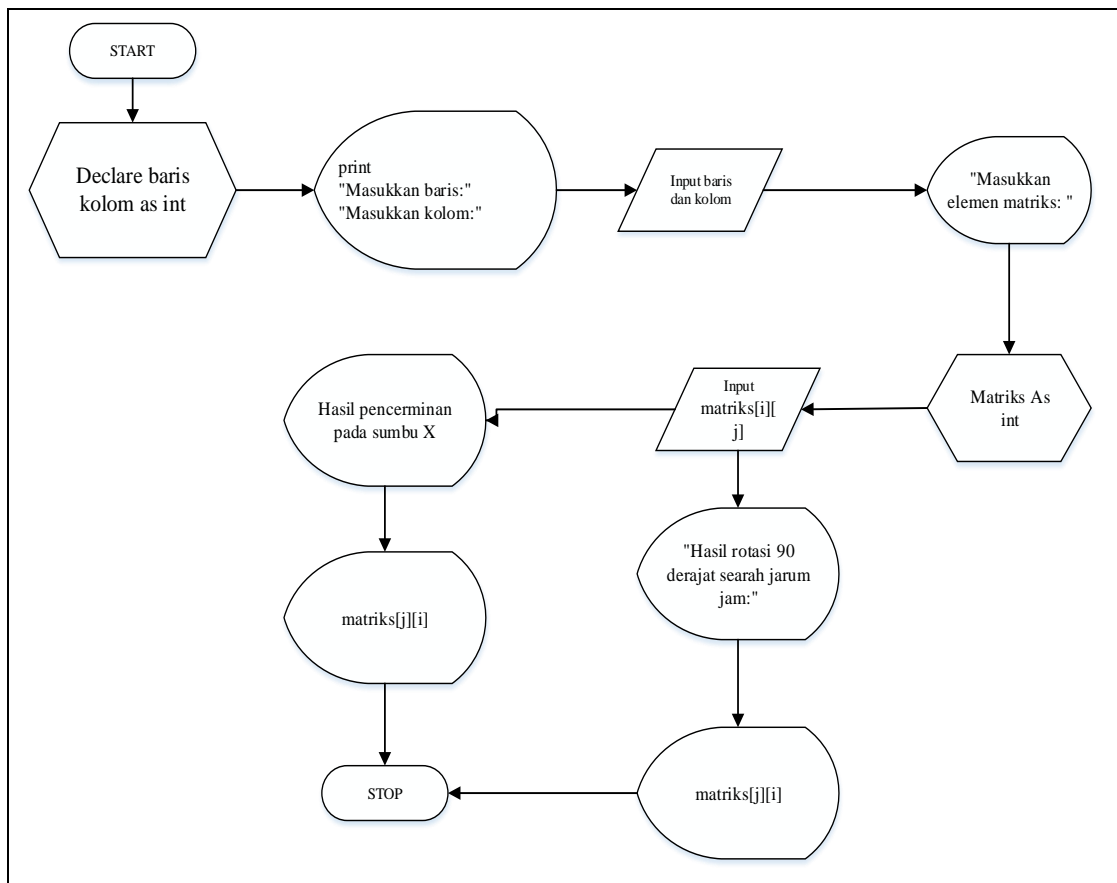 START
Declare baris
kolom as int
print
"Masukkan baris:"
"Masukkan kolom:"
Input baris
dan kolom
"Masukkan
elemen matriks: "
Matriks As
int
Input
matriks[i][
j]
Hasil pencerminan
pada sumbu X
"Hasil rotasi 90
derajat searah jarum
jam:"
matriks[j][i]
STOP
matriks[j][i]